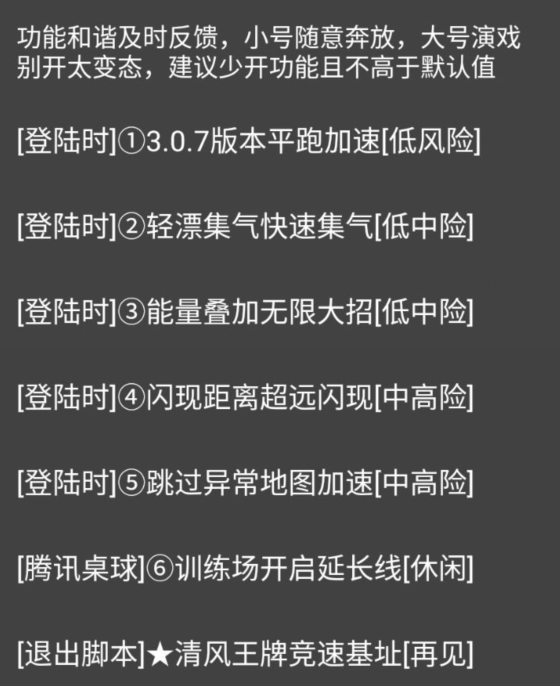 功能和谐及时反馈，小号随意奔放，大号演戏
别开太变态，建议少开功能且不高于默认值
[登陆时]①3.0.7版本平跑加速[低风险]
[登陆时]②轻漂集气快速集气[低中险]
[登陆时]③能量叠加无限大招[低中险]
[登陆时]④闪现距离超远闪现[中高险]
[登陆时]⑤跳过异常地图加速[中高险]
[腾讯桌球]⑥训练场开启延长线[休闲]
[退出脚本]★清风王牌竞速基址[再见]